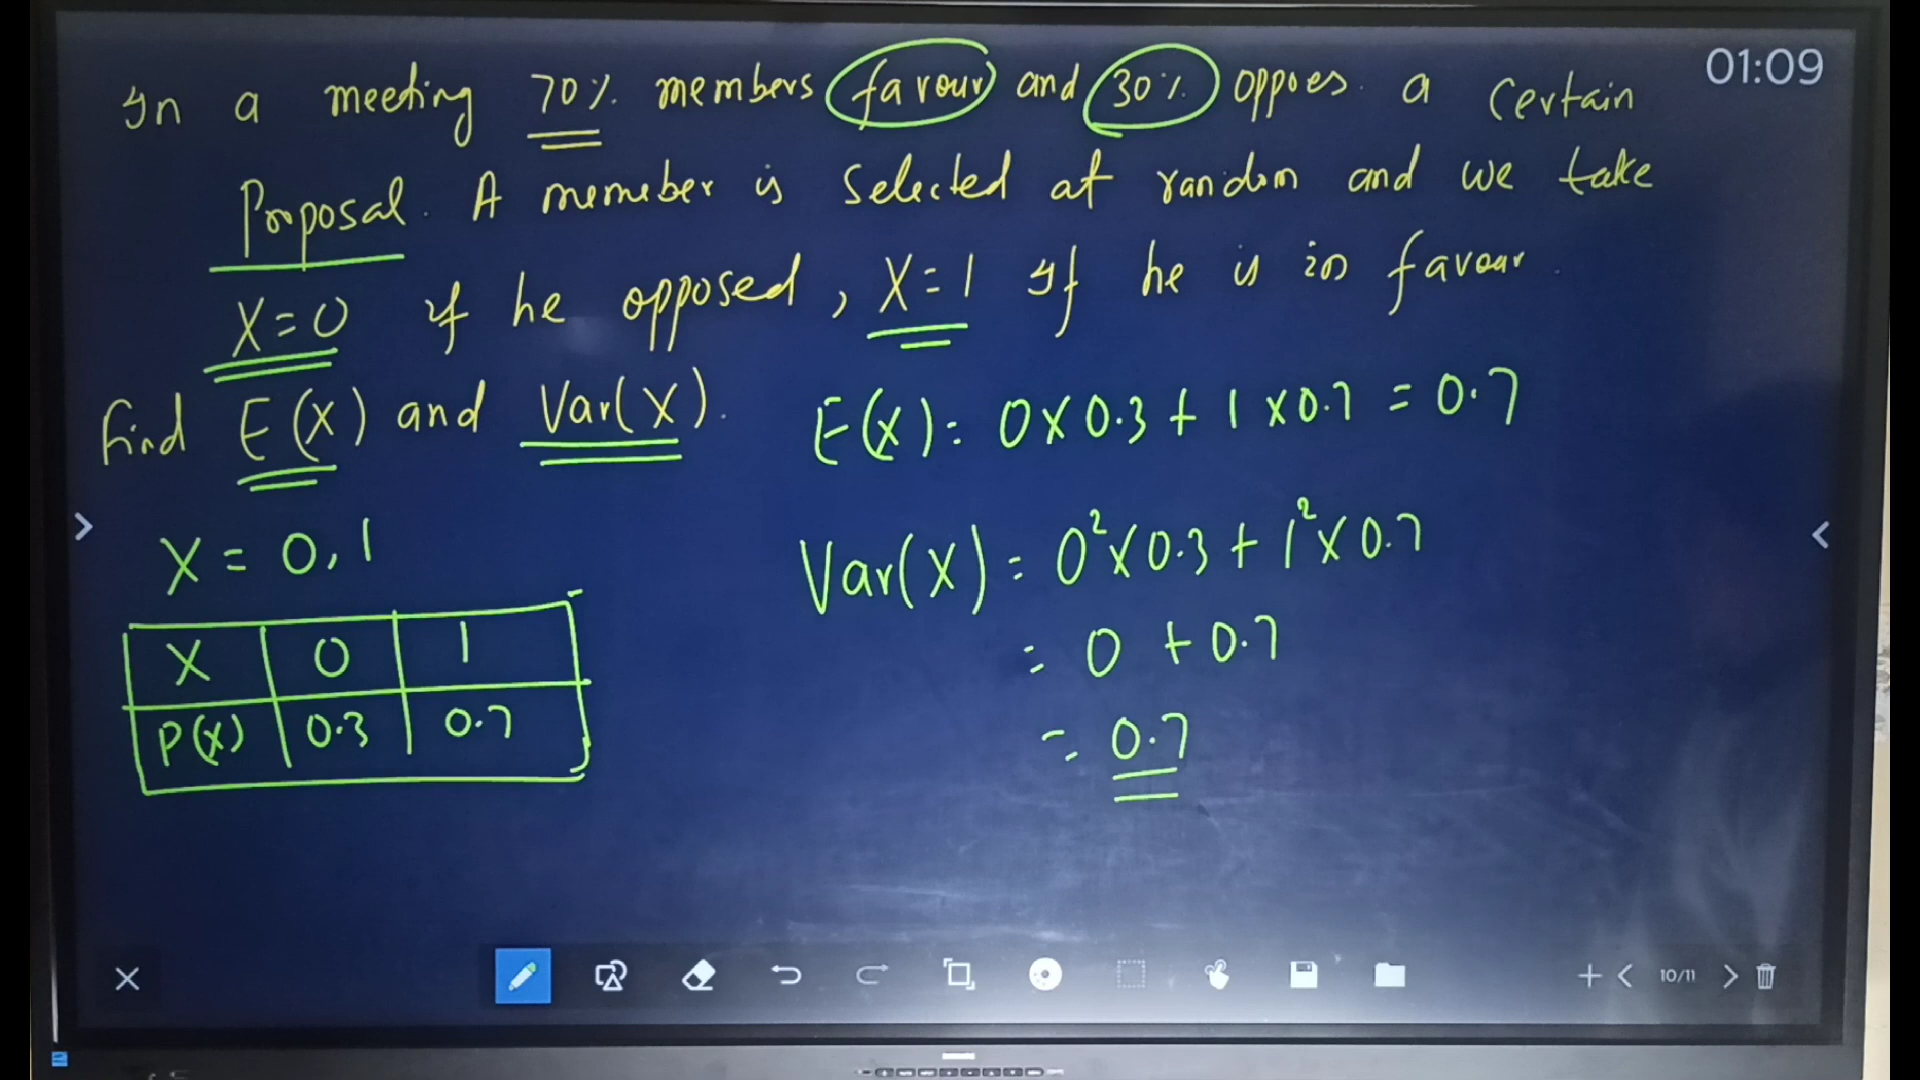 01:09
In a meeting 70% members favour and 30% oppoes. a certain
Proposal. A memeber is selected at random and we take
X=0 if he opposed, X=1 if he is in favour.
find E(X) and Var(X).
E(X) = 0×0.3 + 1×0.7 = 0.7
X = 0, 1
Var(X) = 0²×0.3 + 1²×0.7
= 0 + 0.7
= 0.7
X 0 1
P(X) 0.3 0.7
10/11